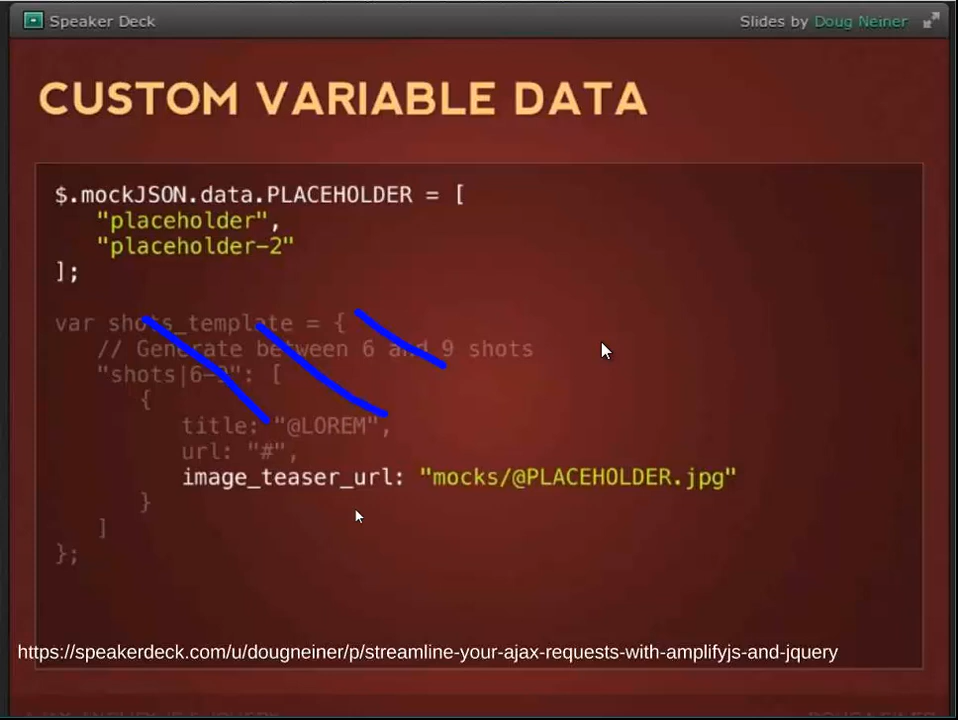 Speaker Deck
Slides by Doug Neiner
CUSTOM VARIABLE DATA
$.mockJSON.data.PLACEHOLDER = [
"placeholder",
"placeholder-2"
];
var shots_template = {
// Generate between 6 and 9 shots
"shots|6-9": [
{
title: "@LOREM",
url: "#",
image_teaser_url: "mocks/@PLACEHOLDER.jpg"
}
]
};
https://speakerdeck.com/u/dougneiner/p/streamline-your-ajax-requests-with-amplifyjs-and-jquery